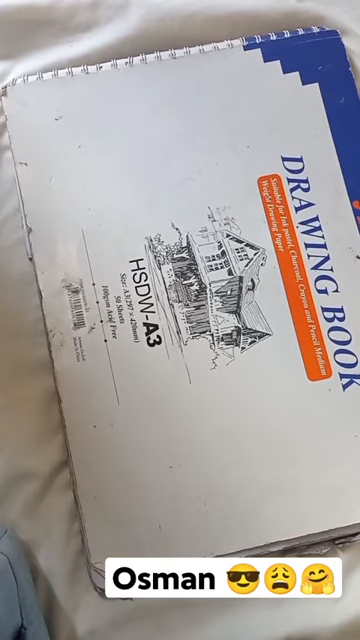 DRAWING BOOK
Suitable for Ink pastel, Charcoal, Crayon and Pencil Medium
Weight Drawing Paper
HSDW-A3
Size: A3(297 × 420mm)
50 Sheets
100gsm Acid Free
Made in China
Osman 😎😩🤗